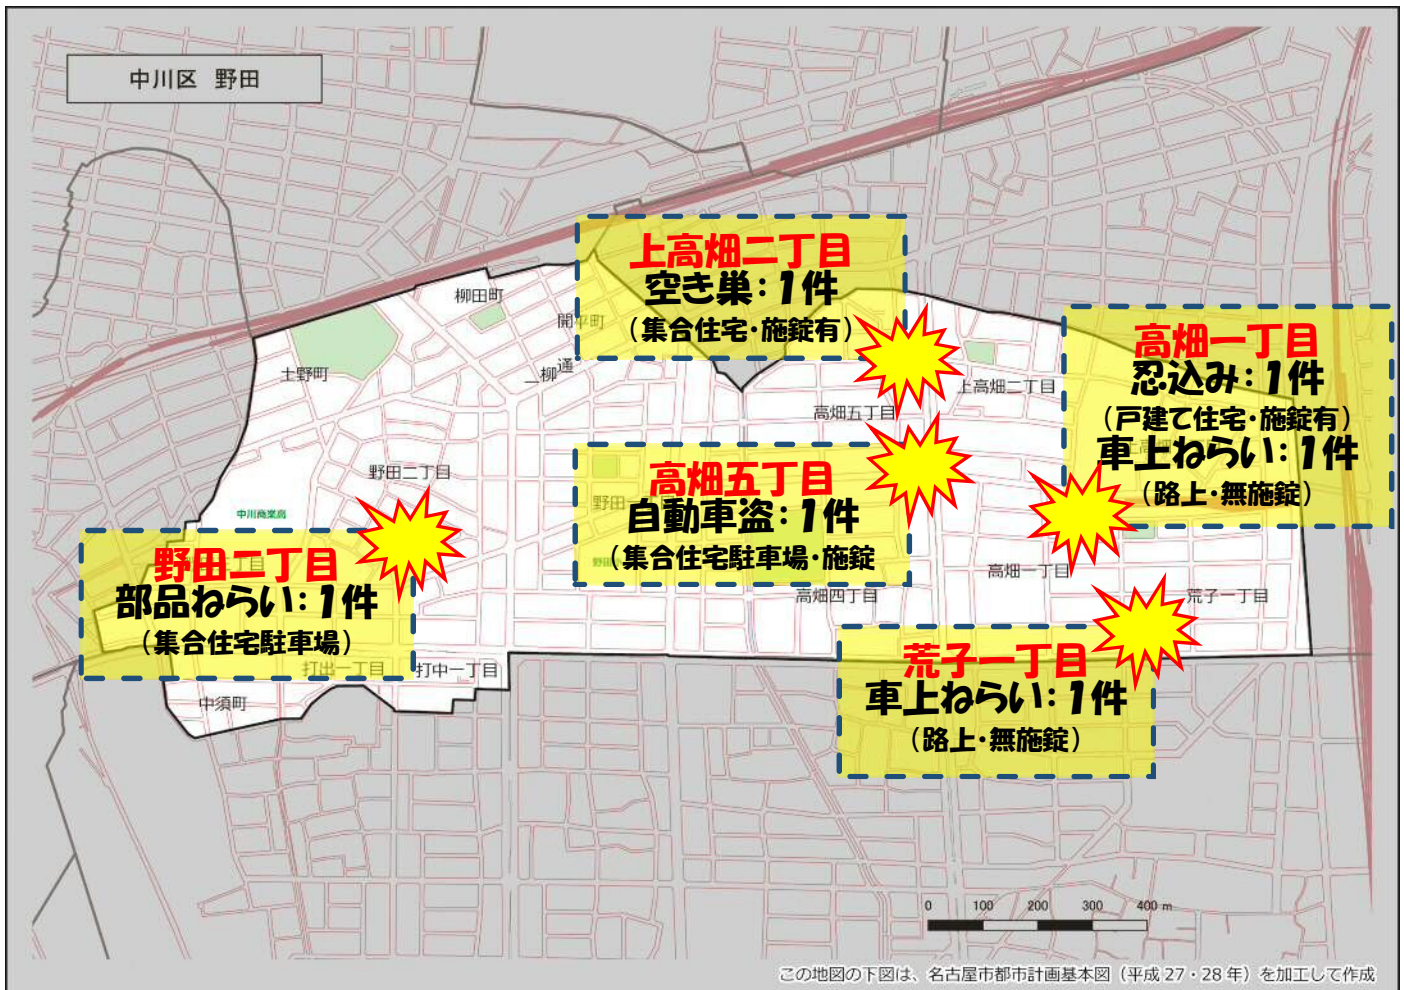 中川区 野田
上高畑二丁目
空き巣：1件
（集合住宅・施錠有）
柳田町
開平町
一柳通
土野町
高畑一丁目
忍込み：1件
（戸建て住宅・施錠有）
車上ねらい：1件
（路上・無施錠）
上高畑二丁目
高畑五丁目
野田二丁目
高畑五丁目
自動車盗：1件
（集合住宅駐車場・施錠
中川商業高
野田二丁目
部品ねらい：1件
（集合住宅駐車場）
高畑一丁目
高畑四丁目
荒子一丁目
荒子一丁目
車上ねらい：1件
（路上・無施錠）
打出一丁目
打中一丁目
中須町
0 100 200 300 400 m
この地図の下図は、名古屋市都市計画基本図（平成 27・28 年）を加工して作成